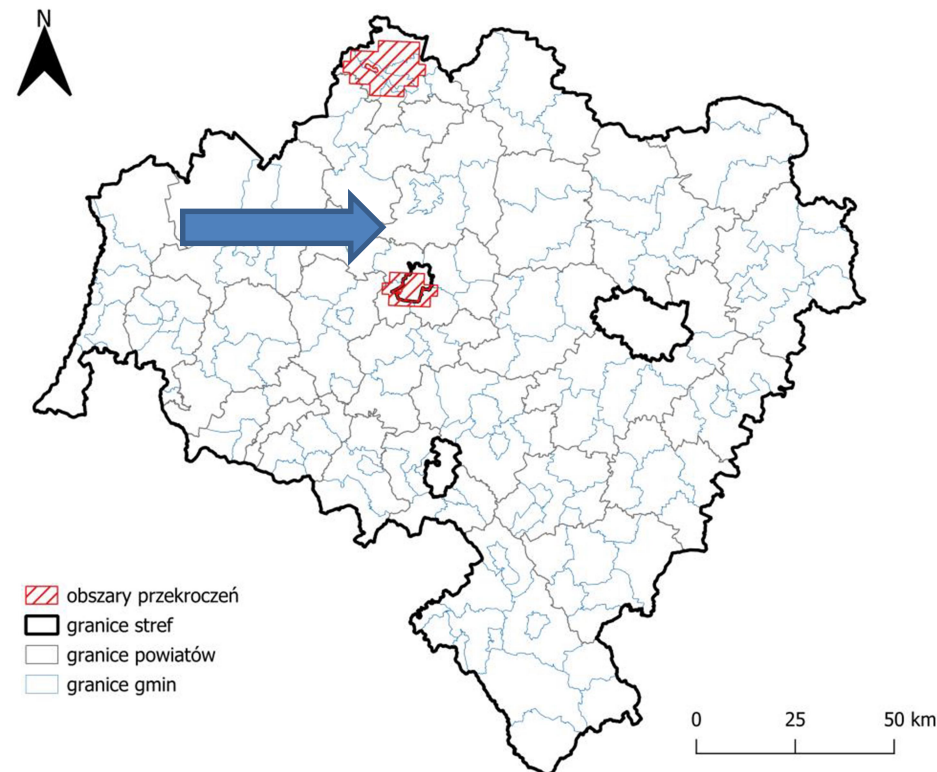 N
obszary przekroczeń
granice stref
granice powiatów
granice gmin
0 25 50 km